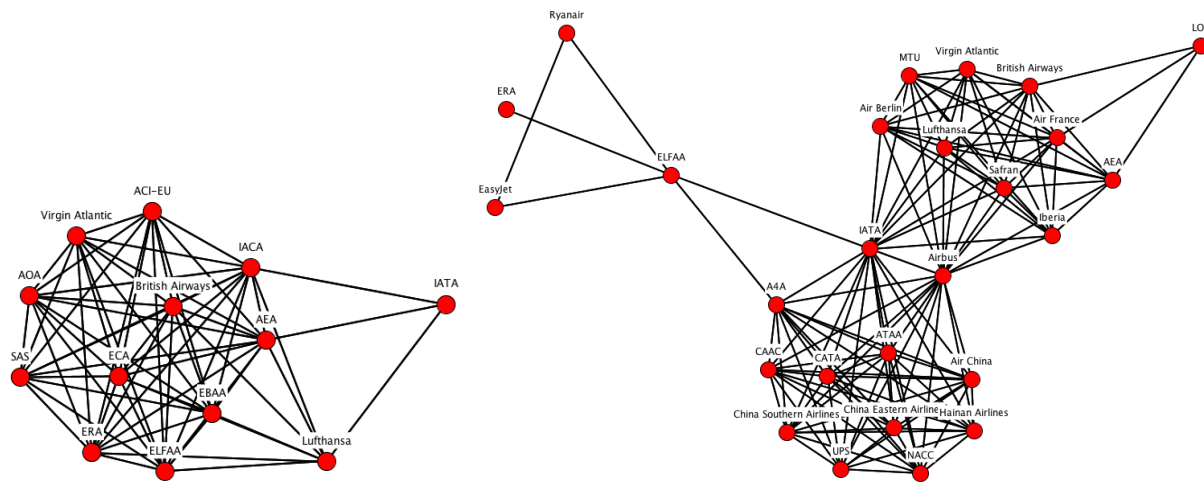 ACI-EU
Virgin Atlantic
IACA
AOA
British Airways
IATA
AEA
SAS
ECA
EBAA
ERA
ELFAA
Lufthansa
Ryanair
ERA
ELFAA
EasyJet
LO
Virgin Atlantic
MTU
British Airways
Air Berlin
Air France
Lufthansa
AEA
Safran
Iberia
IATA
Airbus
A4A
ATAA
CAAC
CATA
Air China
China Southern Airlines
China Eastern Airline
Hainan Airlines
UPS
NACC